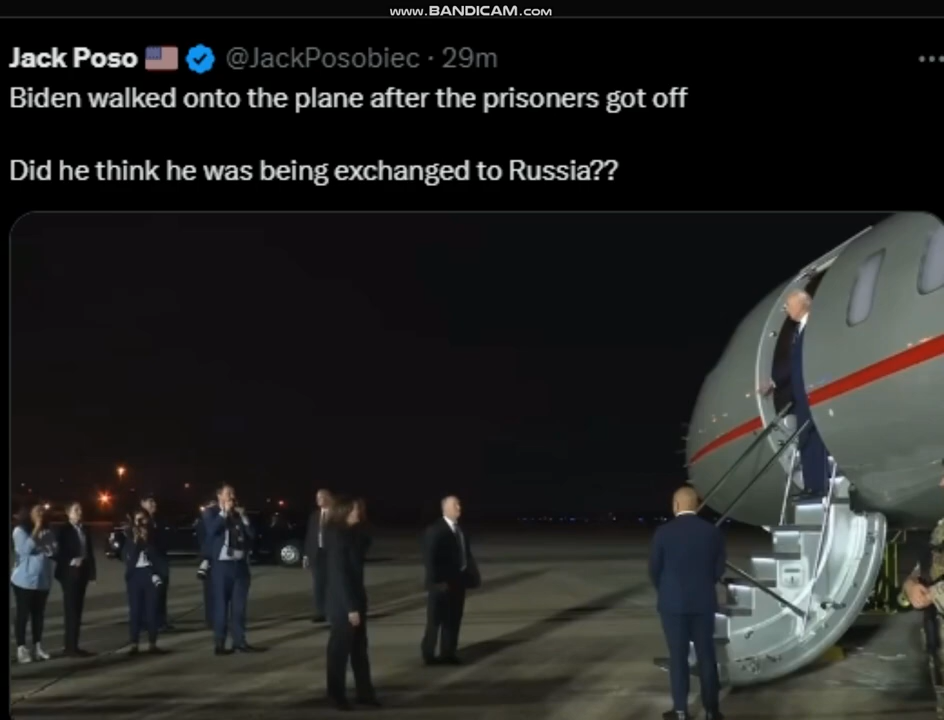 www.BANDICAM.com
Jack Poso 🇺🇸 @JackPosobiec · 29m
Biden walked onto the plane after the prisoners got off
Did he think he was being exchanged to Russia??